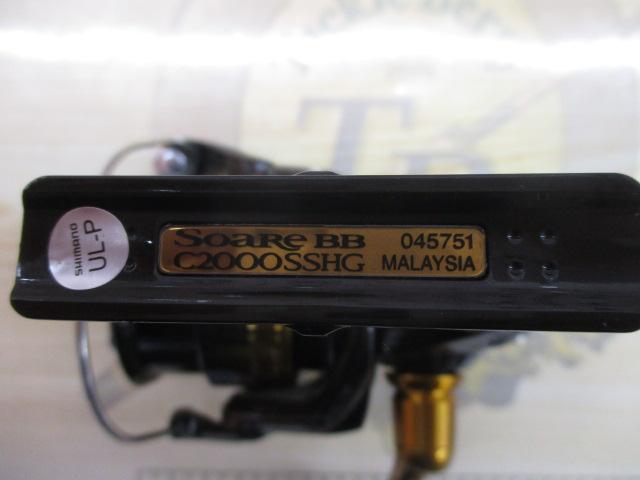 SHIMANO
UL-P
SoaRe BB 045751
C2000SSHG MALAYSIA